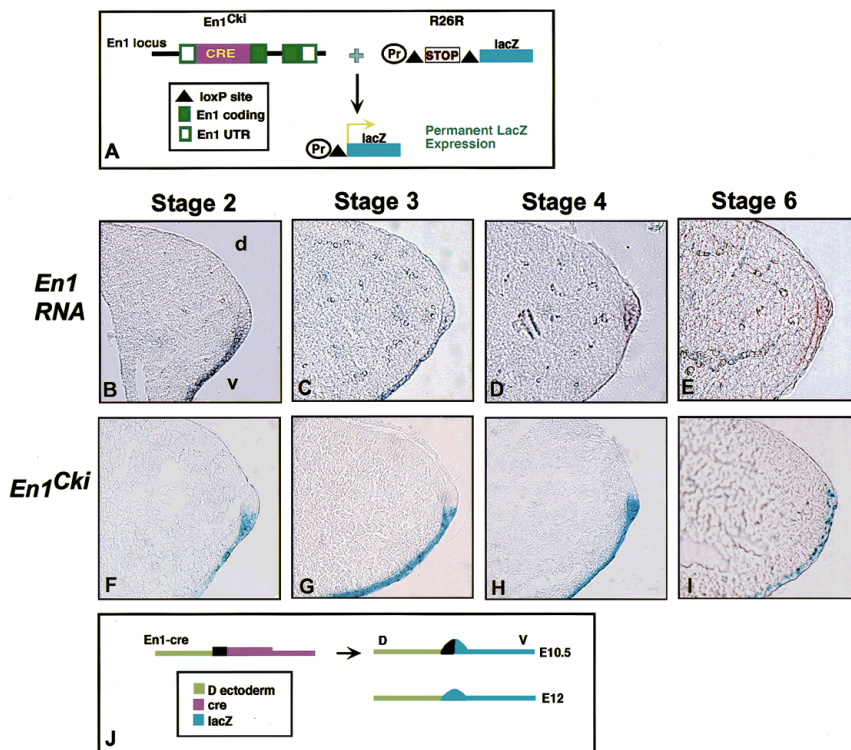 En1Cki
R26R
En1 locus
CRE
Pr
STOP
lacZ
loxP site
En1 coding
En1 UTR
Pr
lacZ
Permanent LacZ
Expression
A
Stage 2
Stage 3
Stage 4
Stage 6
En1
RNA
d
v
B
C
D
E
En1Cki
F
G
H
I
En1-cre
D
V
E10.5
E12
D ectoderm
cre
lacZ
J